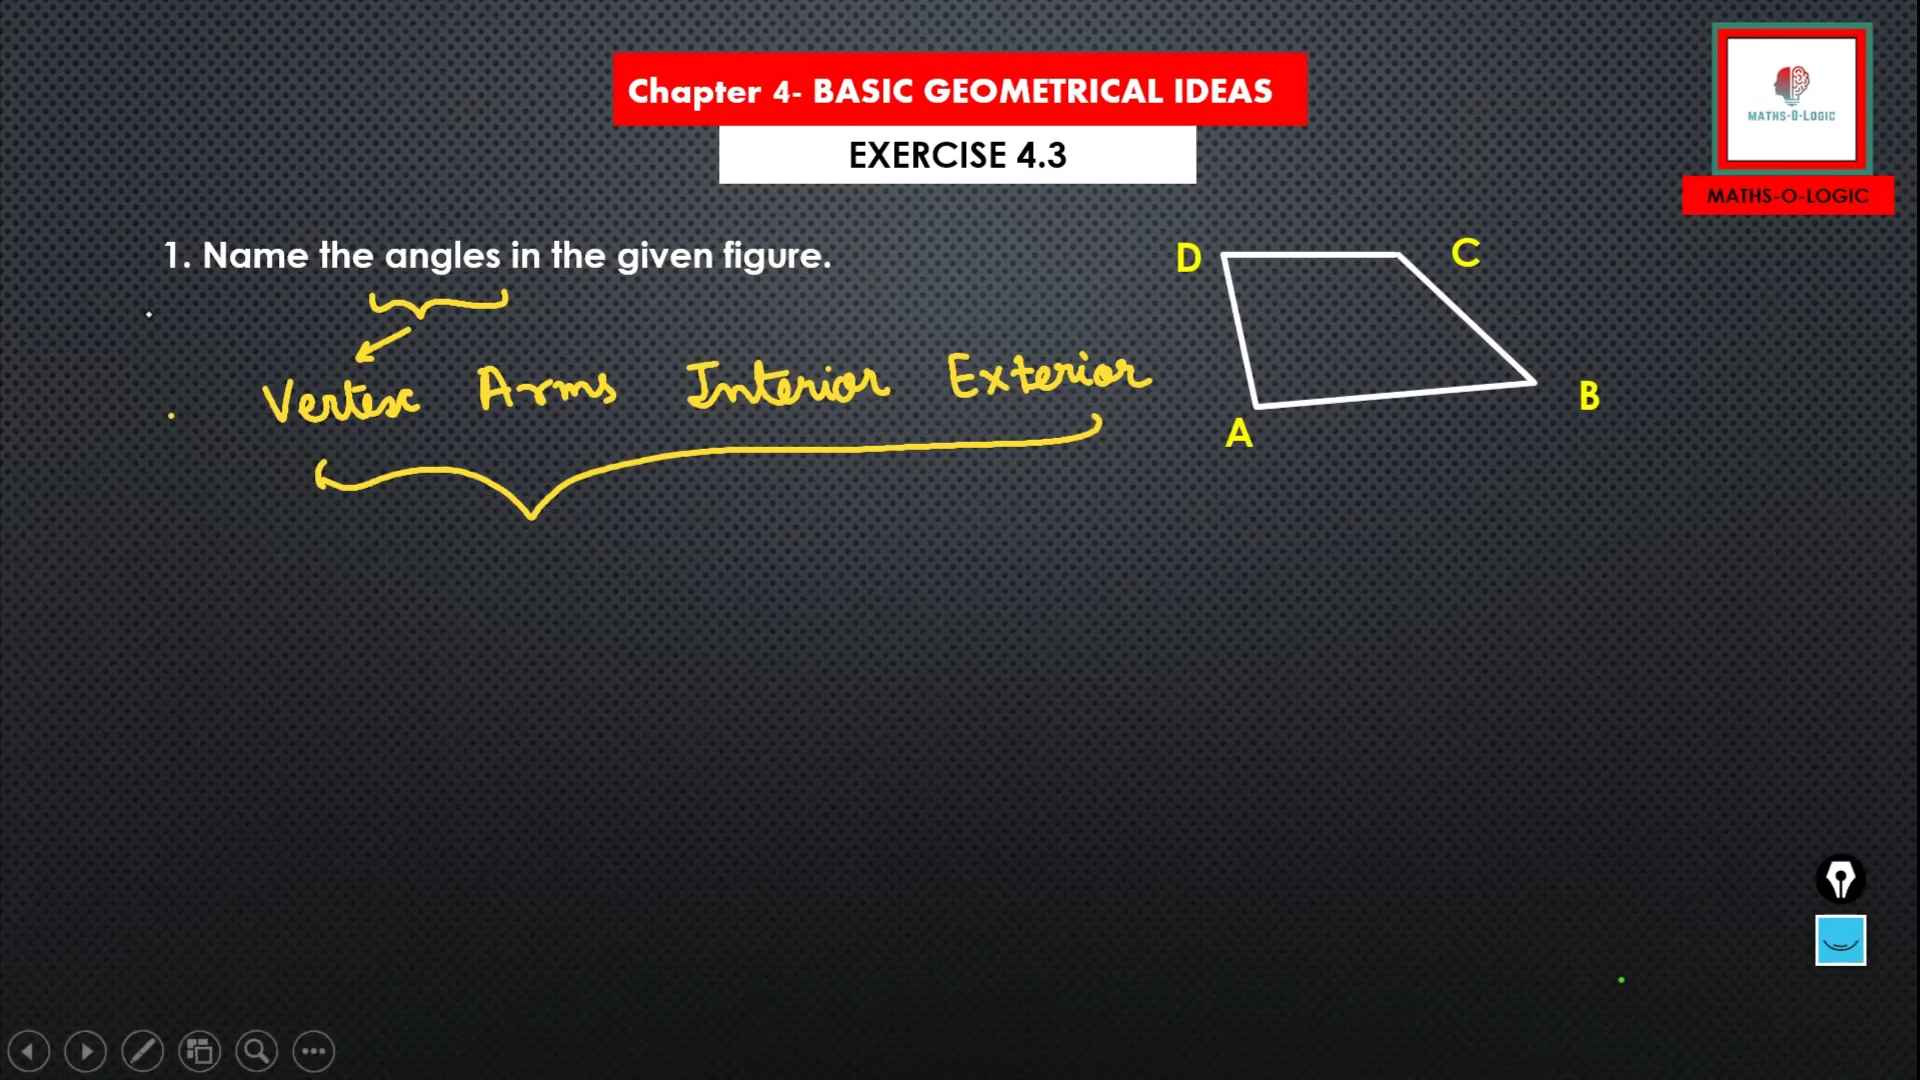 Chapter 4- BASIC GEOMETRICAL IDEAS
EXERCISE 4.3
MATHS-O-LOGIC
MATHS-O-LOGIC
1. Name the angles in the given figure.
D
C
Vertex Arms Interior Exterior
B
A